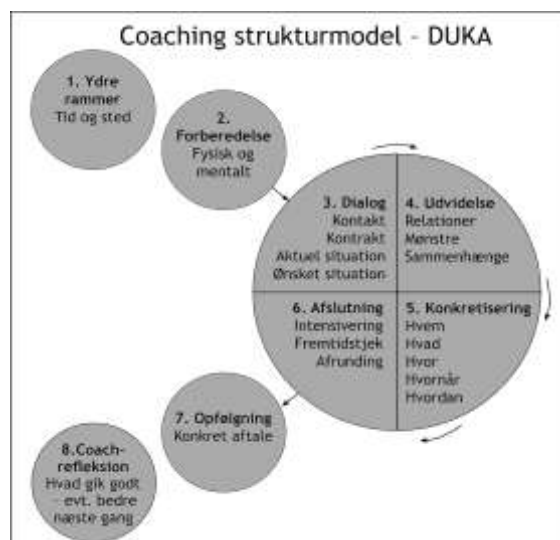 Coaching strukturmodel - DUKA
1. Ydre
rammer
Tid og sted
2.
Forberedelse
Fysisk og
mentalt
3. Dialog
Kontakt
Kontrakt
Aktuel situation
Ønsket situation
4. Udvidelse
Relationer
Mønstre
Sammenhænge
5. Konkretisering
Hvem
Hvad
Hvor
Hvornår
Hvordan
6. Afslutning
Intensivering
Fremtidstjek
Afrunding
7. Opfølgning
Konkret aftale
8.Coach-
refleksion
Hvad gik godt
- evt. bedre
næste gang